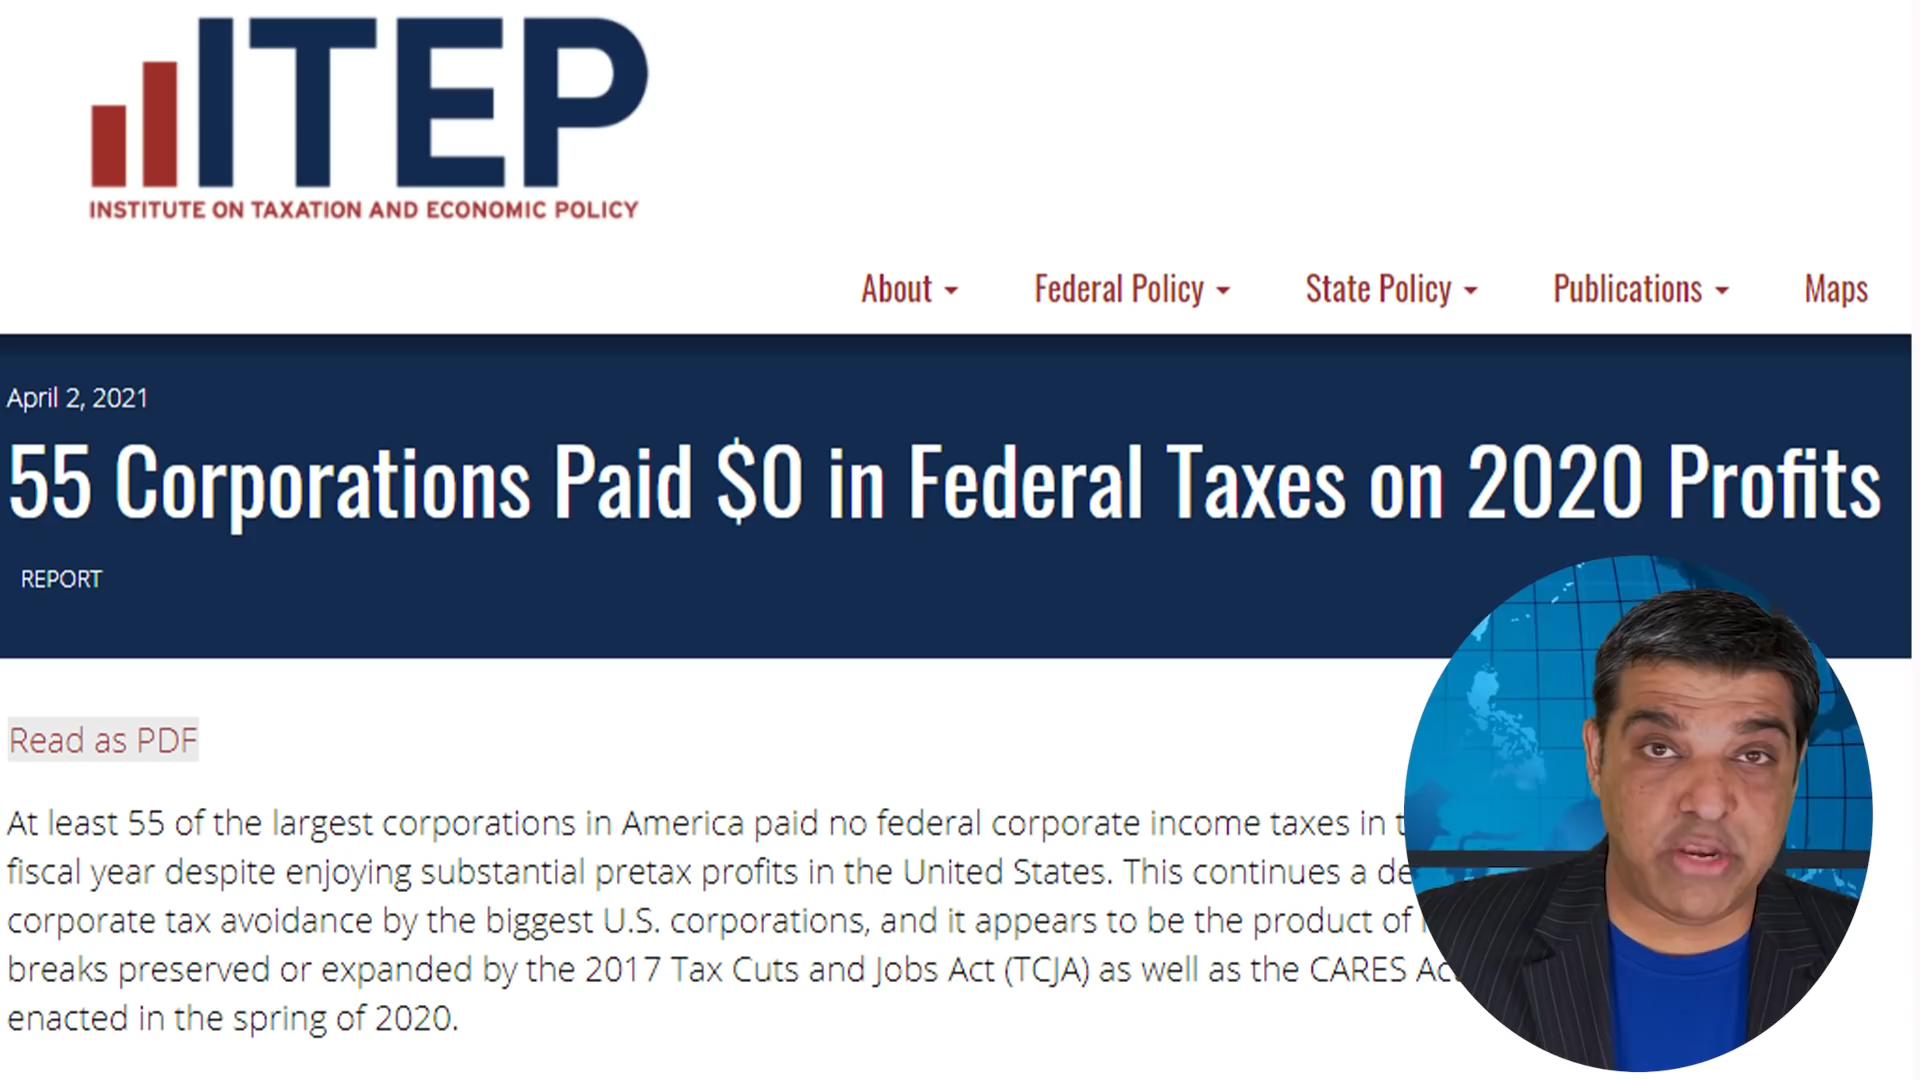 ITEP
INSTITUTE ON TAXATION AND ECONOMIC POLICY
About Federal Policy State Policy Publications Maps
April 2, 2021
55 Corporations Paid $0 in Federal Taxes on 2020 Profits
REPORT
Read as PDF
At least 55 of the largest corporations in America paid no federal corporate income taxes in
fiscal year despite enjoying substantial pretax profits in the United States. This continues a
corporate tax avoidance by the biggest U.S. corporations, and it appears to be the product of
breaks preserved or expanded by the 2017 Tax Cuts and Jobs Act (TCJA) as well as the CARES
enacted in the spring of 2020.